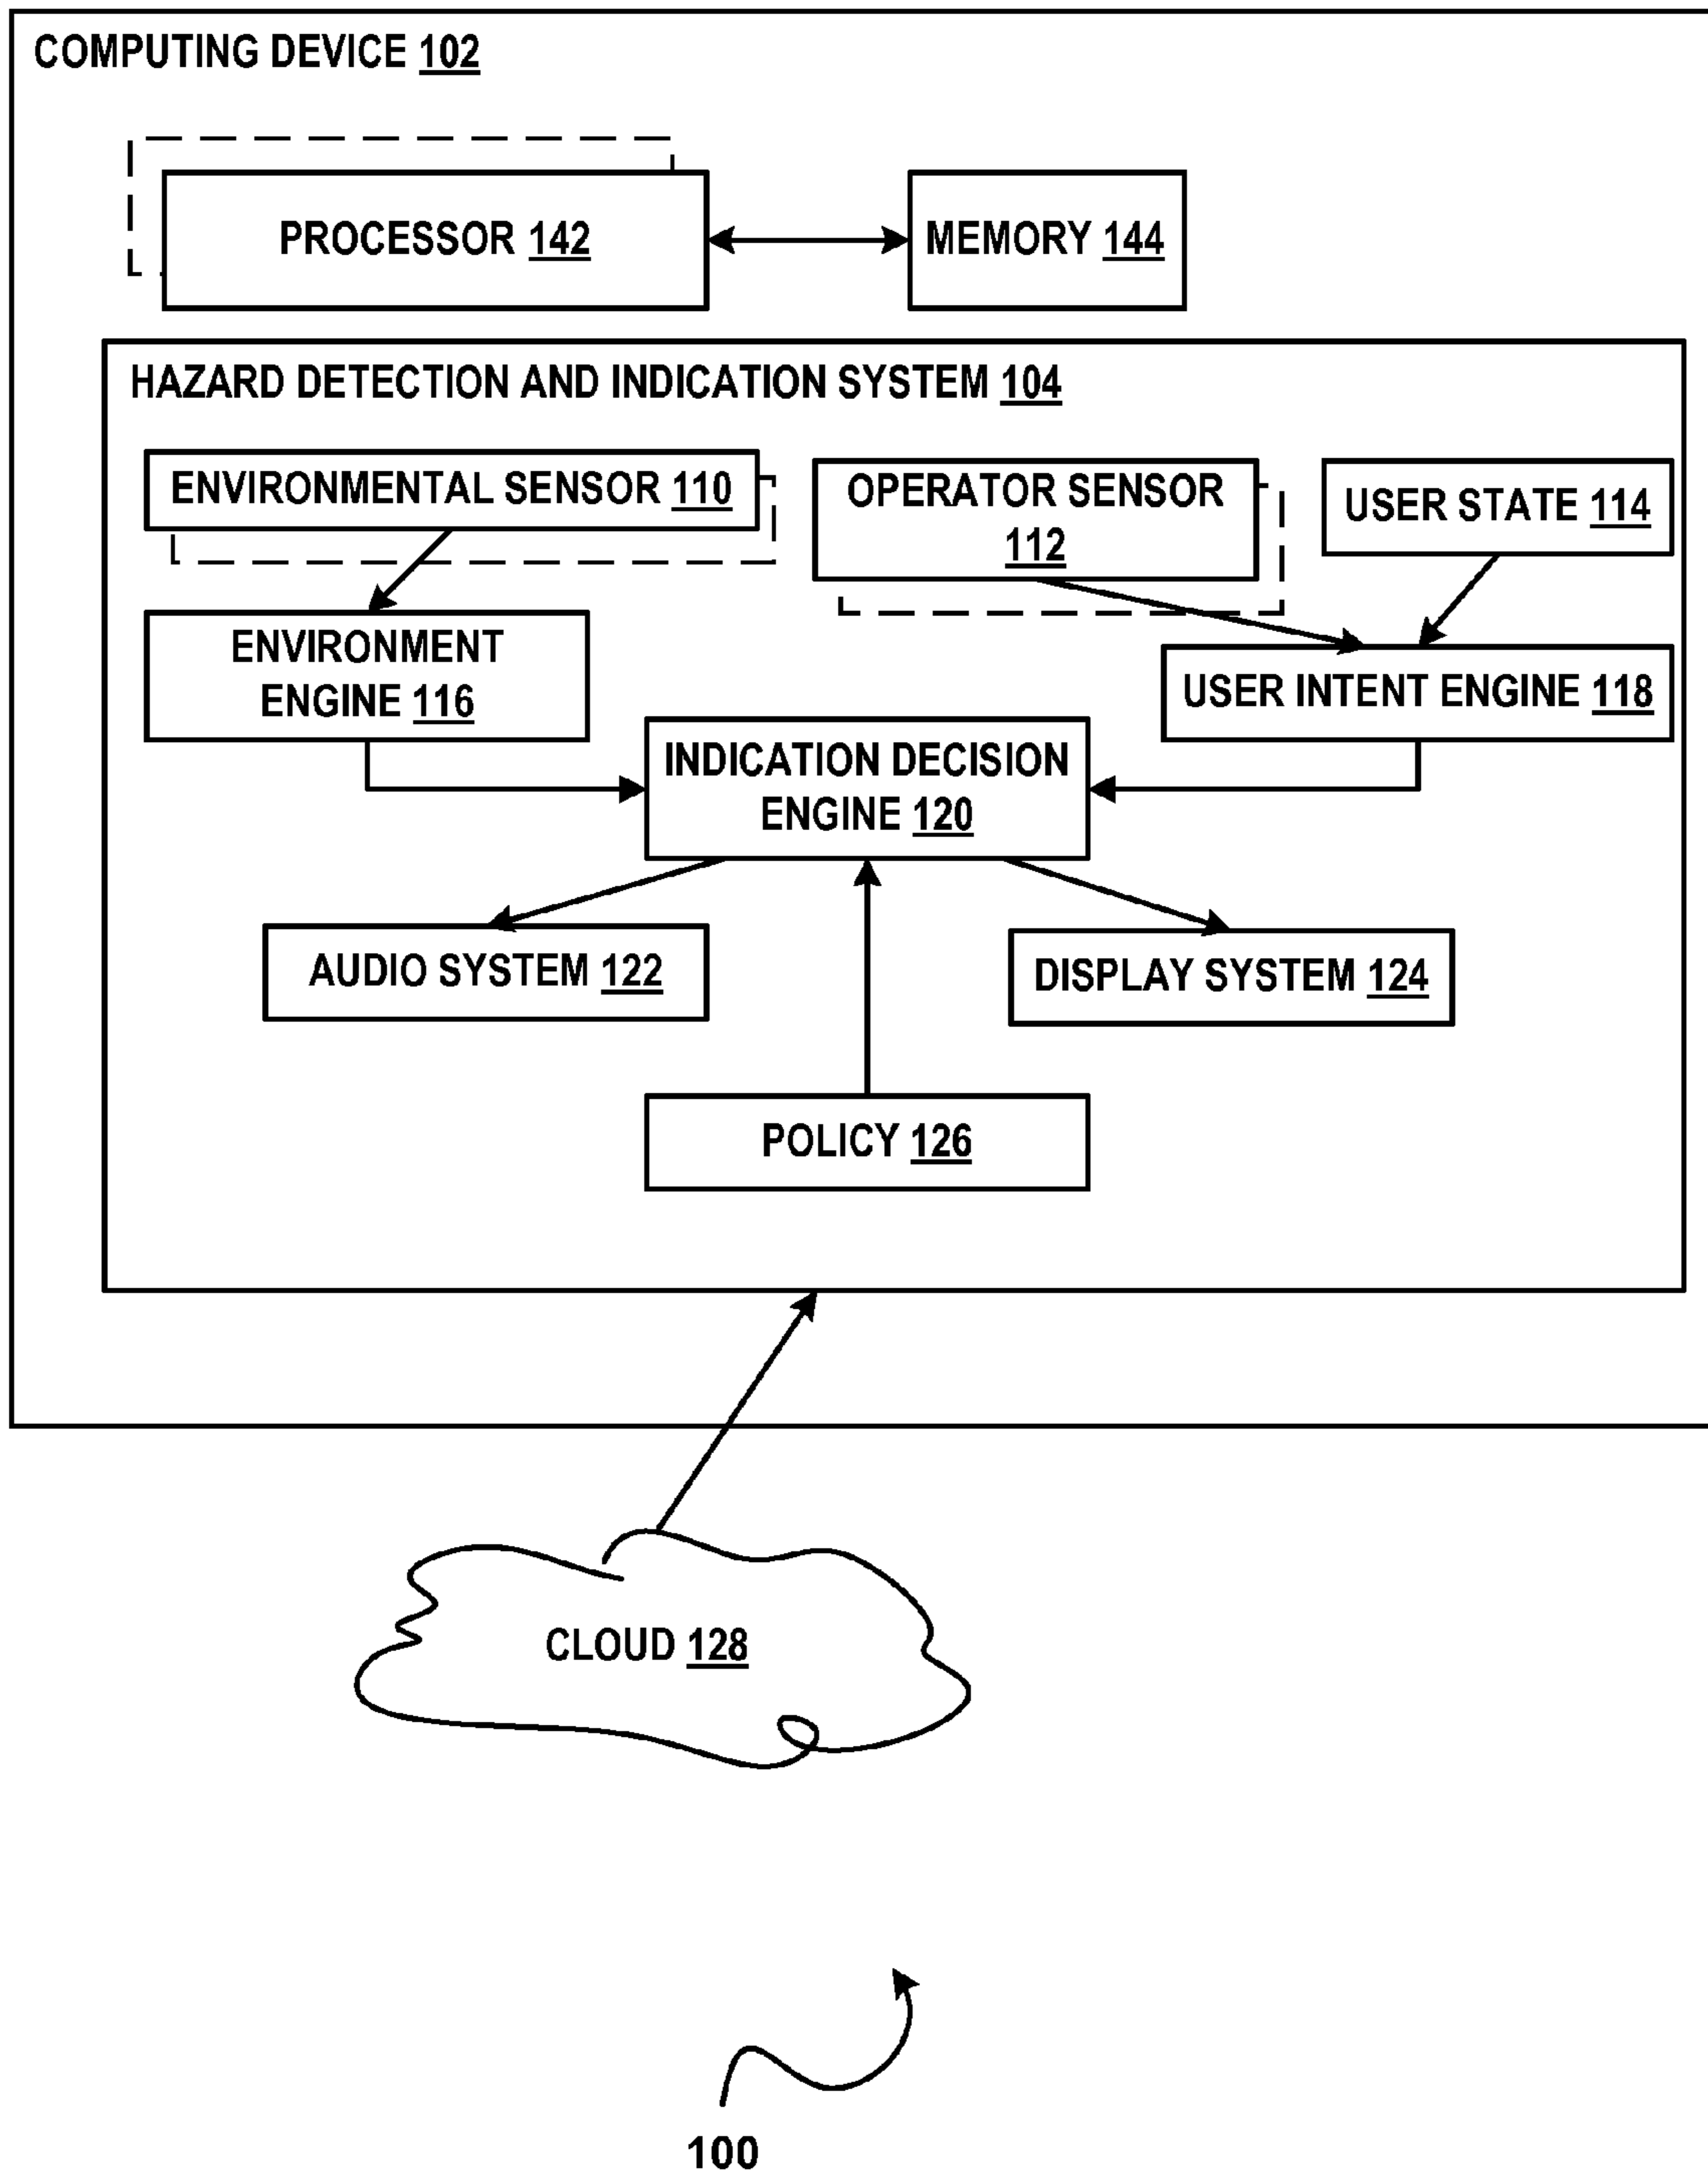 COMPUTING DEVICE 102
PROCESSOR 142
MEMORY 144
HAZARD DETECTION AND INDICATION SYSTEM 104
ENVIRONMENTAL SENSOR 110
OPERATOR SENSOR
112
USER STATE 114
ENVIRONMENT
ENGINE 116
USER INTENT ENGINE 118
INDICATION DECISION
ENGINE 120
AUDIO SYSTEM 122
DISPLAY SYSTEM 124
POLICY 126
CLOUD 128
100